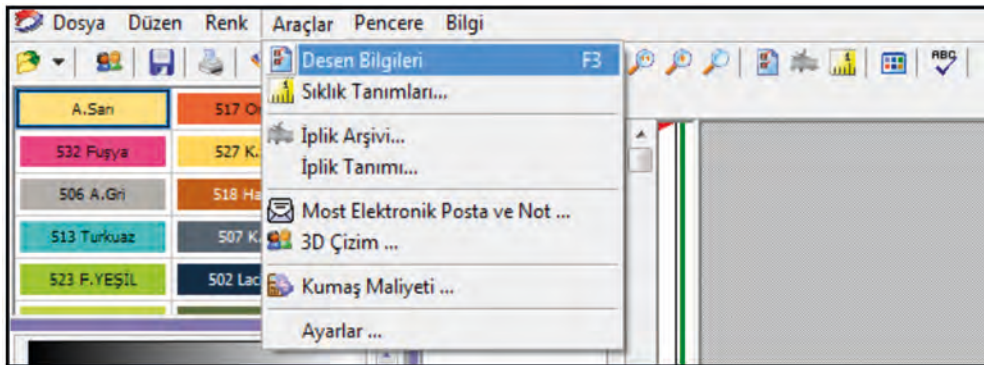 Dosya Düzen Renk Araçlar Pencere Bilgi
Desen Bilgileri F3
Sıklık Tanımları...
İplik Arşivi...
İplik Tanımı...
Most Elektronik Posta ve Not ...
3D Çizim ...
Kumaş Maliyeti ...
Ayarlar ...
ABC
A.Sarı 517
532 Fuşya 527 K.
506 A.Gri 518
513 Turkuaz 507 K.
523 F.YEŞİL 502